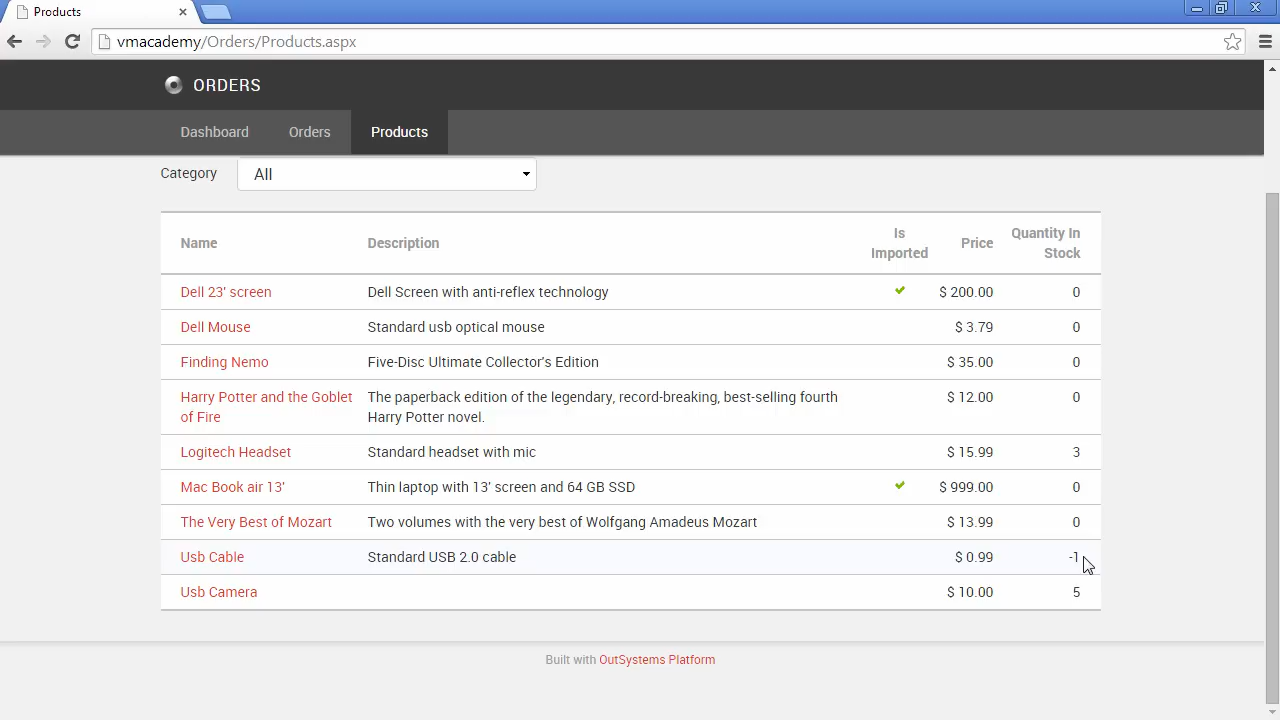 Products
vmacademy/Orders/Products.aspx
ORDERS
Dashboard Orders Products
Category All
Name Description Is Imported Price Quantity In Stock
Dell 23' screen Dell Screen with anti-reflex technology $ 200.00 0
Dell Mouse Standard usb optical mouse $ 3.79 0
Finding Nemo Five-Disc Ultimate Collector's Edition $ 35.00 0
Harry Potter and the Goblet The paperback edition of the legendary, record-breaking, best-selling fourth $ 12.00 0
of Fire Harry Potter novel.
Logitech Headset Standard headset with mic $ 15.99 3
Mac Book air 13' Thin laptop with 13' screen and 64 GB SSD $ 999.00 0
The Very Best of Mozart Two volumes with the very best of Wolfgang Amadeus Mozart $ 13.99 0
Usb Cable Standard USB 2.0 cable $ 0.99 -1
Usb Camera $ 10.00 5
Built with OutSystems Platform